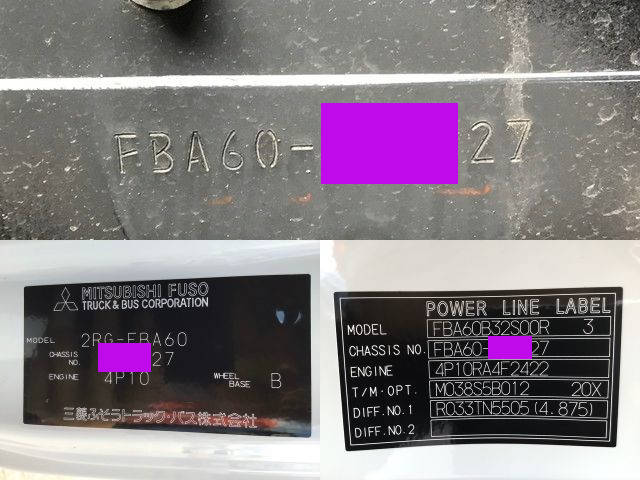 FBA60- 27
MITSUBISHI FUSO
TRUCK & BUS CORPORATION
MODEL 2RG-FBA60
CHASSIS NO. 27
ENGINE 4P10 WHEEL BASE B
三菱ふそうトラック・バス株式会社
POWER LINE LABEL
MODEL FBA60B32S00R 3
CHASSIS NO. FBA60- 27
ENGINE 4P10RA4F2422
T/M・OPT. M038S5B012 20X
DIFF.NO.1 R033TN5505(4.875)
DIFF.NO.2